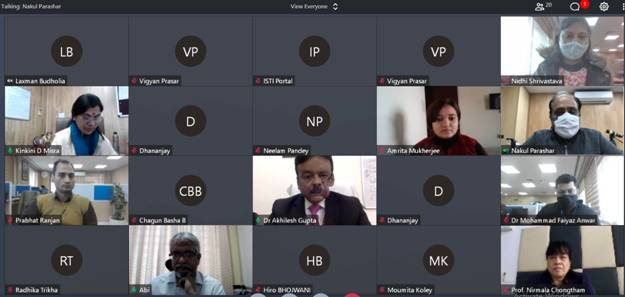 Talking: Nakul Parashar
View Everyone
20
1
LB
VP
IP
VP
Laxman Budholia
Vigyan Prasar
ISTI Portal
Vigyan Prasar
Nidhi Shrivastava
D
NP
Kinkini D Misra
Dhananjay
Neelam Pandey
Amrita Mukherjee
Nakul Parashar
CBB
D
Prabhat Ranjan
Chagun Basha B
Dr Akhilesh Gupta
Dhananjay
Dr Mohammad Faiyaz Anwar
RT
HB
MK
Radhika Trikha
Abi
Hiro BHOJWANI
Moumita Koley
Prof. Nirmala Chongtham